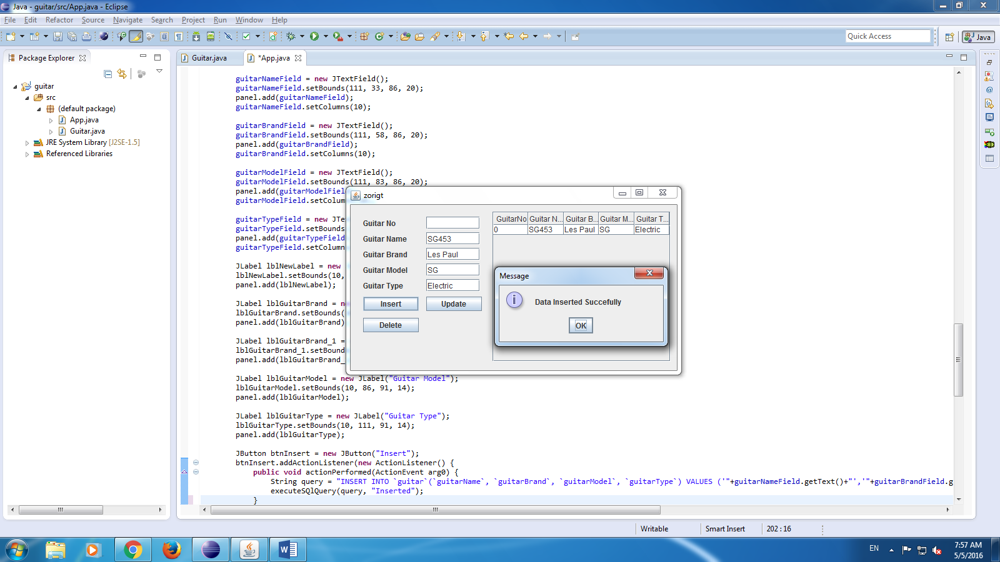 Java - guitar/src/App.java - Eclipse
File Edit Refactor Source Navigate Search Project Run Window Help
Quick Access
Java
Package Explorer
Guitar.java
*App.java
guitar
src
(default package)
App.java
Guitar.java
JRE System Library [J2SE-1.5]
Referenced Libraries
guitarNameField = new JTextField();
guitarNameField.setBounds(111, 33, 86, 20);
panel.add(guitarNameField);
guitarNameField.setColumns(10);
guitarBrandField = new JTextField();
guitarBrandField.setBounds(111, 58, 86, 20);
panel.add(guitarBrandField);
guitarBrandField.setColumns(10);
guitarModelField = new JTextField();
guitarModelField.setBounds(111, 83, 86, 20);
panel.add(guitarModelFiel
guitarModelField.setColum
guitarTypeField = new JTe
guitarTypeField.setBounds
panel.add(guitarTypeField
guitarTypeField.setColumn
JLabel lblNewLabel = new
lblNewLabel.setBounds(10,
panel.add(lblNewLabel);
JLabel lblGuitarBrand = n
lblGuitarBrand.setBounds(
panel.add(lblGuitarBrand)
JLabel lblGuitarBrand_1 =
lblGuitarBrand_1.setBound
panel.add(lblGuitarBrand_
JLabel lblGuitarModel = new JLabel("Guitar Model");
lblGuitarModel.setBounds(10, 86, 91, 14);
panel.add(lblGuitarModel);
JLabel lblGuitarType = new JLabel("Guitar Type");
lblGuitarType.setBounds(10, 111, 91, 14);
panel.add(lblGuitarType);
JButton btnInsert = new JButton("Insert");
btnInsert.addActionListener(new ActionListener() {
public void actionPerformed(ActionEvent arg0) {
String query = "INSERT INTO `guitar`(`guitarName`, `guitarBrand`, `guitarModel`, `guitarType`) VALUES ('"+guitarNameField.getText()+"','"+guitarBrandField.g
executeSQlQuery(query, "Inserted");
}
zorigt
Guitar No
Guitar Name SG453
Guitar Brand Les Paul
Guitar Model SG
Guitar Type Electric
Insert Update
Delete
GuitarNo Guitar N... Guitar B... Guitar M... Guitar T...
0 SG453 Les Paul SG Electric
Message
Data Inserted Succefully
OK
Writable Smart Insert 202 : 16
EN
7:57 AM
5/5/2016